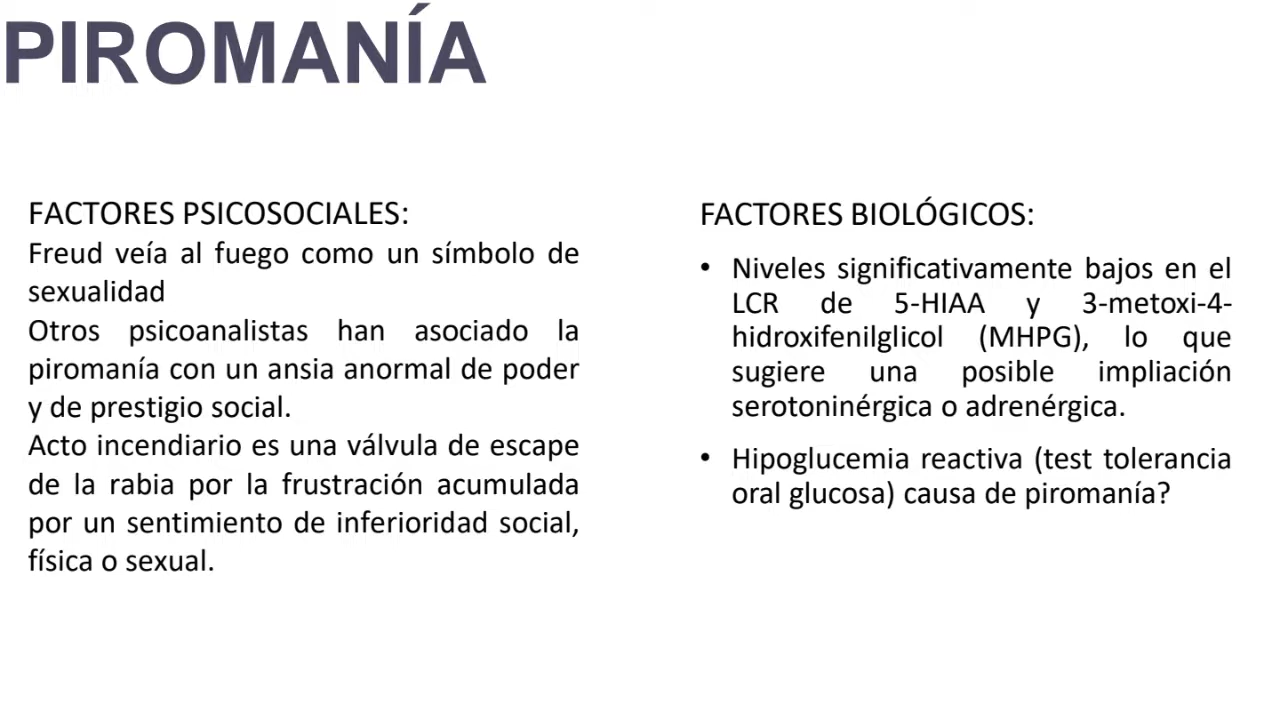 PIROMANÍA
FACTORES PSICOSOCIALES:
Freud veía al fuego como un símbolo de
sexualidad
Otros psicoanalistas han asociado la
piromanía con un ansia anormal de poder
y de prestigio social.
Acto incendiario es una válvula de escape
de la rabia por la frustración acumulada
por un sentimiento de inferioridad social,
física o sexual.
FACTORES BIOLÓGICOS:
• Niveles significativamente bajos en el
LCR de 5-HIAA y 3-metoxi-4-
hidroxifenilglicol (MHPG), lo que
sugiere una posible impliación
serotoninérgica o adrenérgica.
• Hipoglucemia reactiva (test tolerancia
oral glucosa) causa de piromanía?